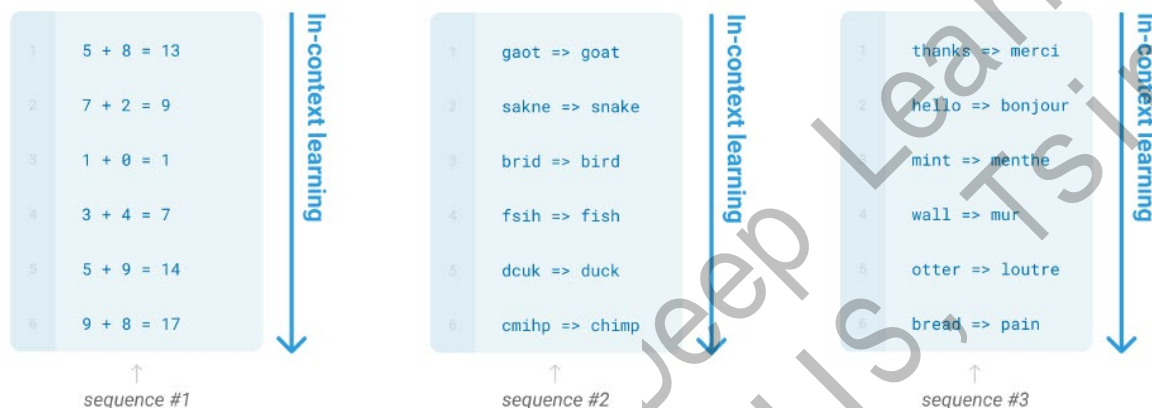 In-context learning
1 5 + 8 = 13
2 7 + 2 = 9
3 1 + 0 = 1
4 3 + 4 = 7
5 5 + 9 = 14
6 9 + 8 = 17
sequence #1
In-context learning
1 gaot => goat
2 sakne => snake
3 brid => bird
4 fsih => fish
5 dcuk => duck
6 cmihp => chimp
sequence #2
In-context learning
1 thanks => merci
2 hello => bonjour
3 mint => menthe
4 wall => mur
5 otter => loutre
6 bread => pain
sequence #3